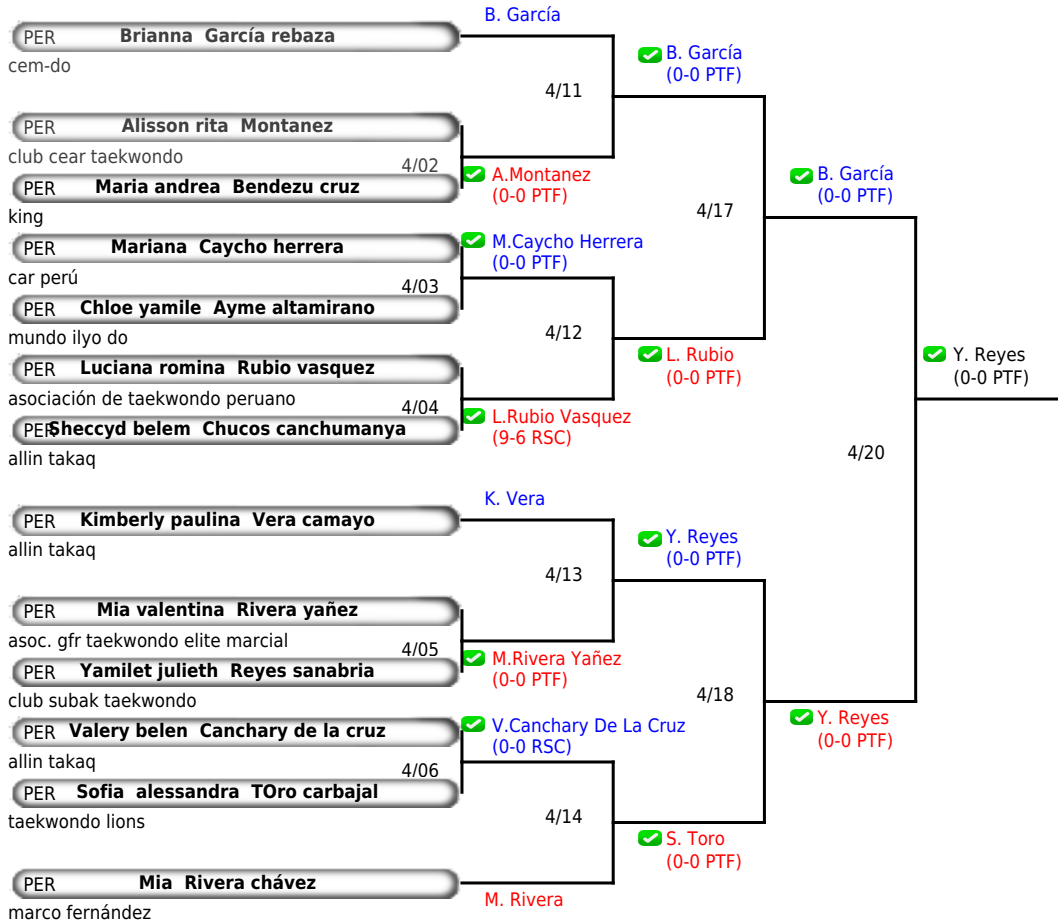 B. García
PER Brianna García rebaza
cem-do
B. García
(0-0 PTF)
4/11
PER Alisson rita Montanez
club cear taekwondo
4/02
A.Montanez
(0-0 PTF)
PER Maria andrea Bendezu cruz
king
B. García
(0-0 PTF)
4/17
PER Mariana Caycho herrera
car perú
M.Caycho Herrera
(0-0 PTF)
4/03
PER Chloe yamile Ayme altamirano
mundo ilyo do
4/12
L. Rubio
(0-0 PTF)
PER Luciana romina Rubio vasquez
asociación de taekwondo peruano
4/04
L.Rubio Vasquez
(9-6 RSC)
PER Sheccyd belem Chucos canchumanya
allin takaq
Y. Reyes
(0-0 PTF)
4/20
K. Vera
PER Kimberly paulina Vera camayo
allin takaq
Y. Reyes
(0-0 PTF)
4/13
PER Mia valentina Rivera yañez
asoc. gfr taekwondo elite marcial
4/05
M.Rivera Yañez
(0-0 PTF)
PER Yamilet julieth Reyes sanabria
club subak taekwondo
4/18
Y. Reyes
(0-0 PTF)
PER Valery belen Canchary de la cruz
allin takaq
V.Canchary De La Cruz
(0-0 RSC)
4/06
PER Sofia alessandra TOro carbajal
taekwondo lions
4/14
S. Toro
(0-0 PTF)
PER Mia Rivera chávez
marco fernández
M. Rivera